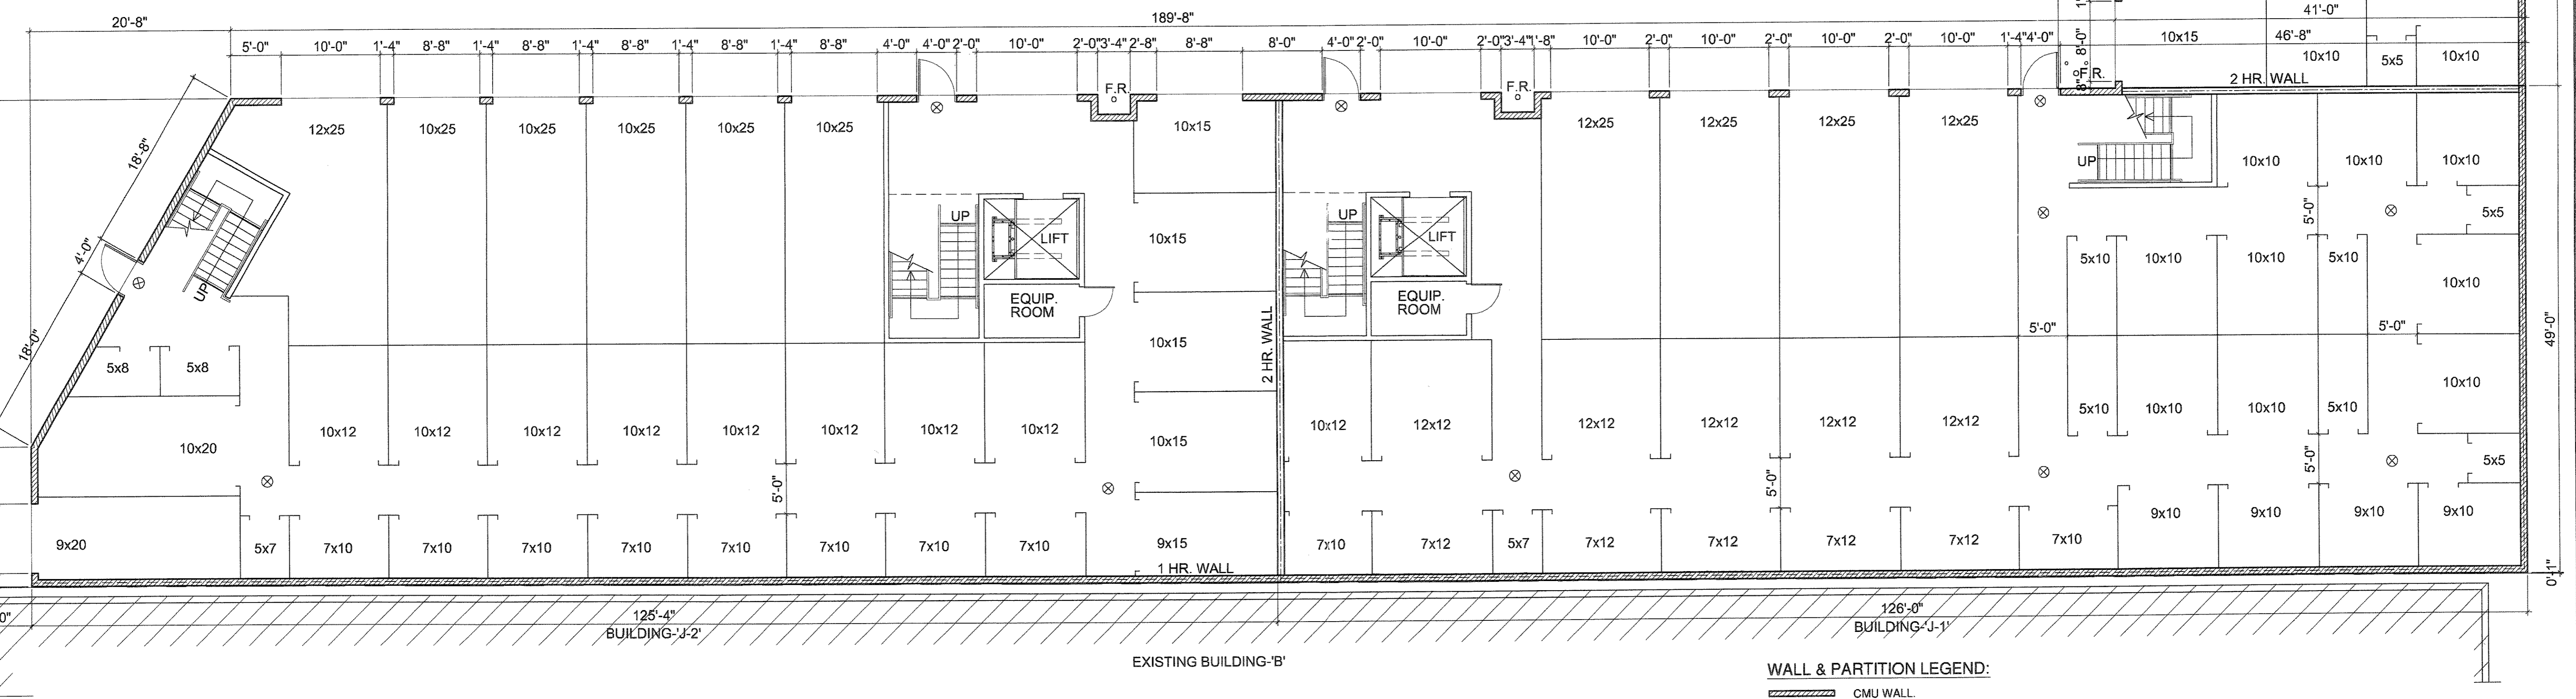 20'-8"
189'-8"
41'-0"
5'-0" 10'-0" 1'-4" 8'-8" 1'-4" 8'-8" 1'-4" 8'-8" 1'-4" 8'-8" 1'-4" 8'-8" 4'-0" 4'-0" 2'-0" 10'-0" 2'-0" 3'-4" 2'-8" 8'-8" 8'-0" 4'-0" 2'-0" 10'-0" 2'-0" 3'-4" 1'-8" 10'-0" 2'-0" 10'-0" 2'-0" 10'-0" 2'-0" 10'-0" 1'-4" 4'-0" 8'-0" 10x15 46'-8"
10x10 5x5 10x10
F.R. F.R. F.R. 2 HR. WALL
8"
18'-8"
12x25 10x25 10x25 10x25 10x25 10x25 10x15 12x25 12x25 12x25 12x25
UP 10x10 10x10 10x10
4'-0"
UP LIFT 10x15 UP LIFT 5'-0" 5x5
UP
5x10 10x10 10x10 5x10 10x10
EQUIP.
ROOM
EQUIP.
ROOM
18'-0"
2 HR. WALL
10x15
5'-0" 5'-0"
49'-0"
5x8 5x8
10x10
10x20 10x12 10x12 10x12 10x12 10x12 10x12 10x12 10x12 10x15 10x12 12x12 12x12 12x12 12x12 12x12 5x10 10x10 10x10 5x10
5'-0" 5'-0" 5'-0" 5x5
9x20 5x7 7x10 7x10 7x10 7x10 7x10 7x10 7x10 7x10 9x15 7x10 7x12 5x7 7x12 7x12 7x12 7x12 7x10 9x10 9x10 9x10 9x10
1 HR. WALL
0'-11"
125'-4"
BUILDING-'J-2'
126'-0"
BUILDING-'J-1'
EXISTING BUILDING-'B'
WALL & PARTITION LEGEND:
CMU WALL.